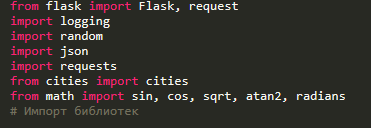 from flask import Flask, request
import logging
import random
import json
import requests
from cities import cities
from math import sin, cos, sqrt, atan2, radians
# Импорт библиотек